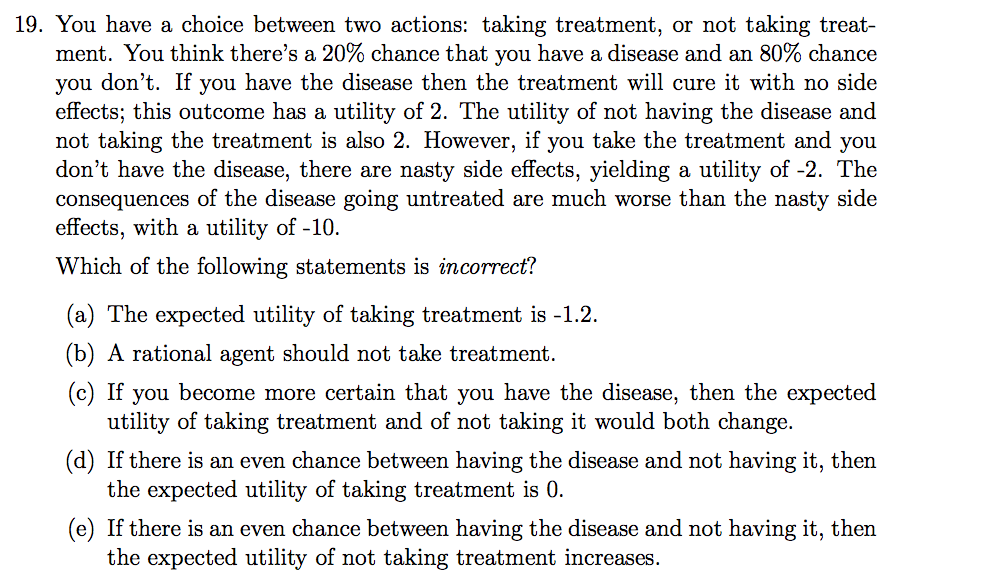 19. You have a choice between two actions: taking treatment, or not taking treat-
ment. You think there's a 20% chance that you have a disease and an 80% chance
you don't. If you have the disease then the treatment will cure it with no side
effects; this outcome has a utility of 2. The utility of not having the disease and
not taking the treatment is also 2. However, if you take the treatment and you
don't have the disease, there are nasty side effects, yielding a utility of -2. The
consequences of the disease going untreated are much worse than the nasty side
effects, with a utility of -10.
Which of the following statements is incorrect?
(a) The expected utility of taking treatment is -1.2.
(b) A rational agent should not take treatment.
(c) If you become more certain that you have the disease, then the expected
utility of taking treatment and of not taking it would both change.
(d) If there is an even chance between having the disease and not having it, then
the expected utility of taking treatment is 0.
(e) If there is an even chance between having the disease and not having it, then
the expected utility of not taking treatment increases.